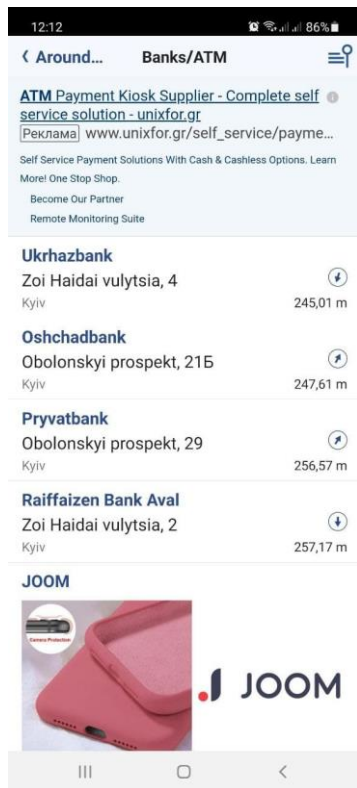 12:12
86%
Around...
Banks/ATM
ATM Payment Kiosk Supplier - Complete self
service solution - unixfor.gr
Реклама www.unixfor.gr/self_service/payme...
Self Service Payment Solutions With Cash & Cashless Options. Learn
More! One Stop Shop.
Become Our Partner
Remote Monitoring Suite
Ukrhazbank
Zoi Haidai vulytsia, 4
Kyiv
245,01 m
Oshchadbank
Obolonskyi prospekt, 21Б
Kyiv
247,61 m
Pryvatbank
Obolonskyi prospekt, 29
Kyiv
256,57 m
Raiffaizen Bank Aval
Zoi Haidai vulytsia, 2
Kyiv
257,17 m
JOOM
Camera Protection
JOOM